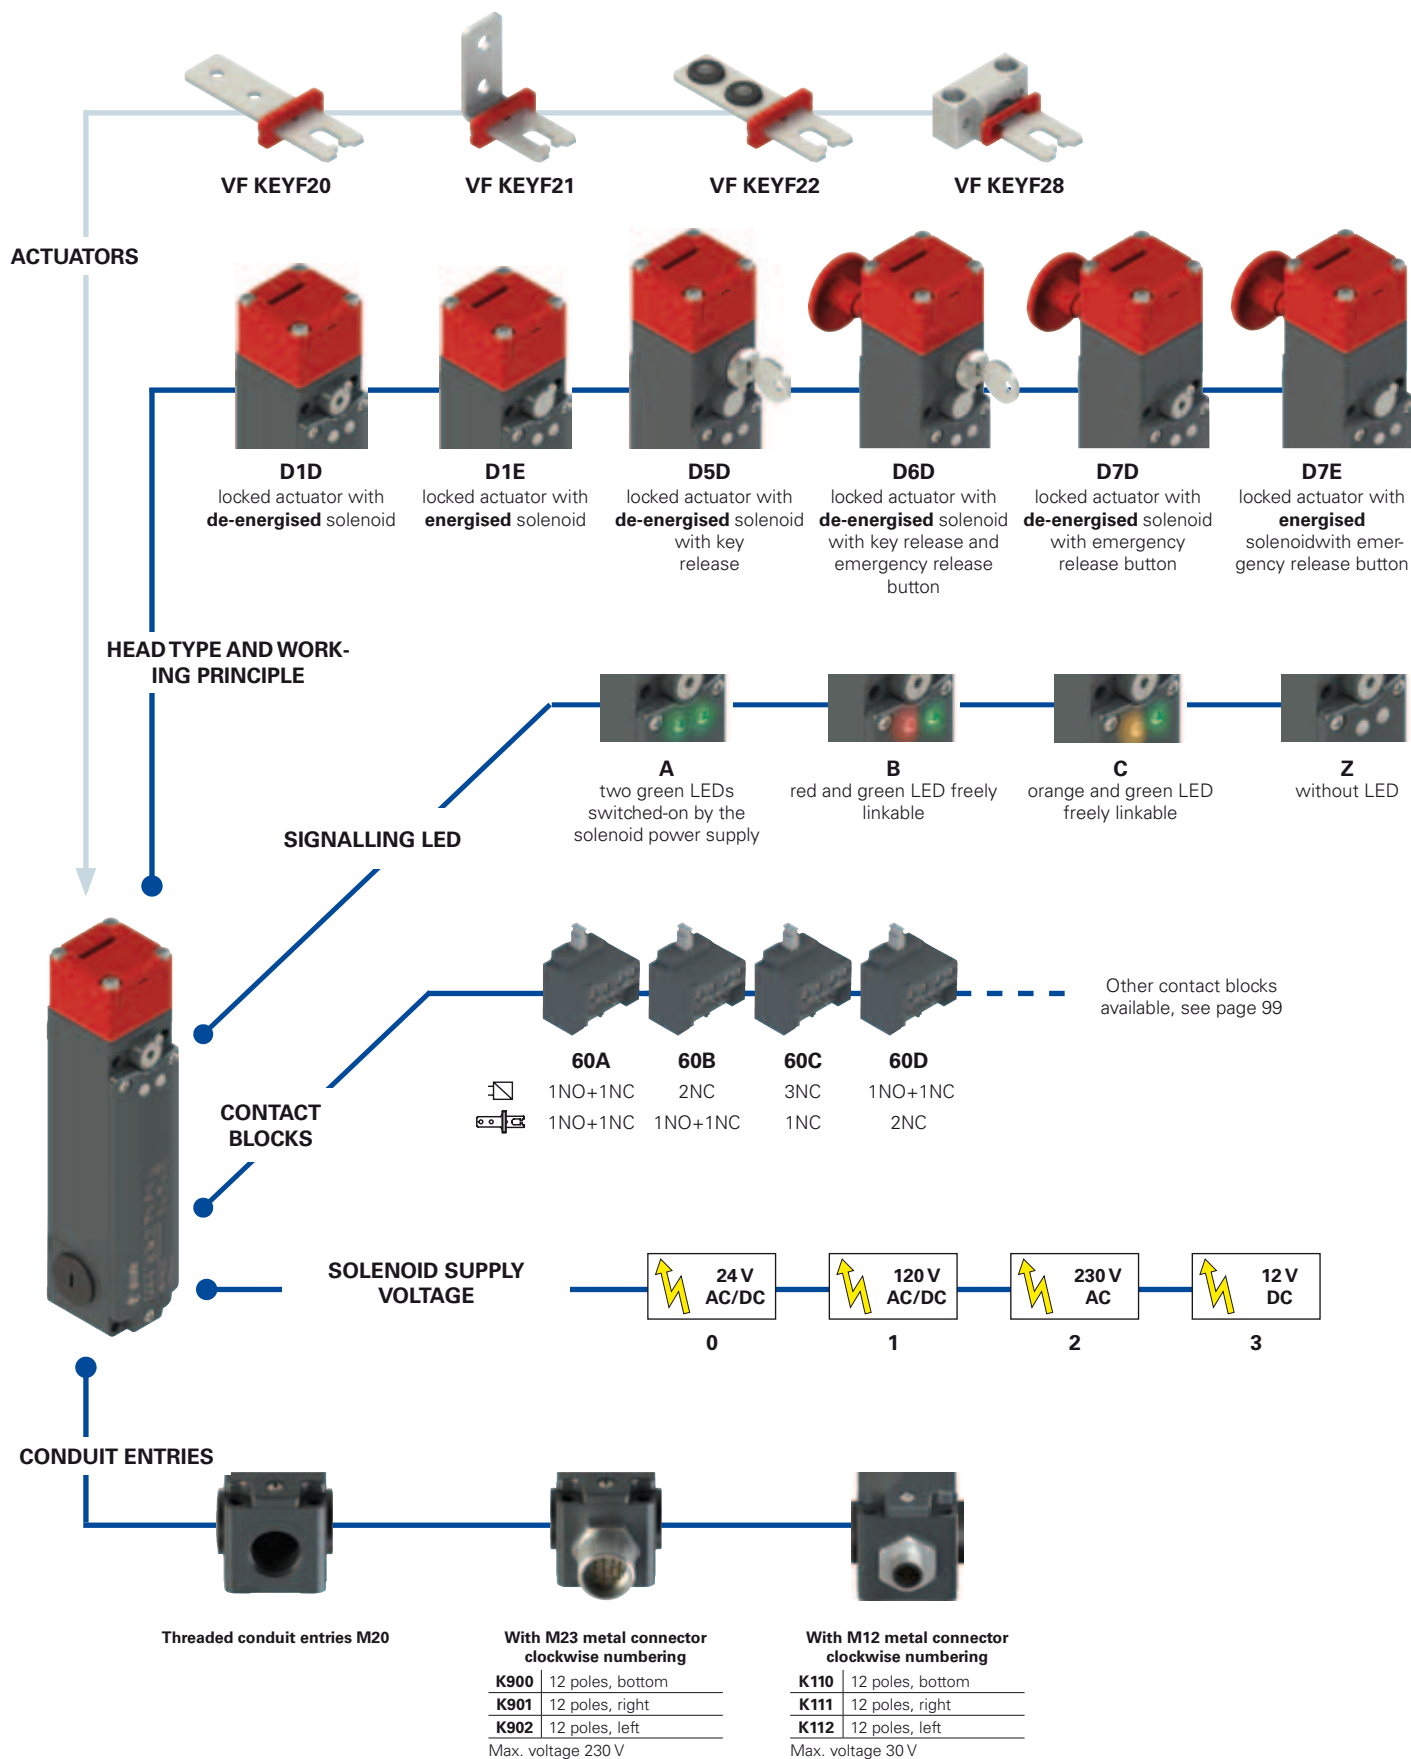 VF KEYF20
VF KEYF21
VF KEYF22
VF KEYF28
ACTUATORS
D1D
locked actuator with
de-energised solenoid
D1E
locked actuator with
energised solenoid
D5D
locked actuator with
de-energised solenoid
with key
release
D6D
locked actuator with
de-energised solenoid
with key release and
emergency release
button
D7D
locked actuator with
de-energised solenoid
with emergency
release button
D7E
locked actuator with
energised
solenoidwith emer-
gency release button
HEAD TYPE AND WORK-
ING PRINCIPLE
A
two green LEDs
switched-on by the
solenoid power supply
B
red and green LED freely
linkable
C
orange and green LED
freely linkable
Z
without LED
SIGNALLING LED
Other contact blocks
available, see page 99
60A 60B 60C 60D
1NO+1NC 2NC 3NC 1NO+1NC
1NO+1NC 1NO+1NC 1NC 2NC
CONTACT
BLOCKS
SOLENOID SUPPLY
VOLTAGE
24 V
AC/DC
120 V
AC/DC
230 V
AC
12 V
DC
0 1 2 3
CONDUIT ENTRIES
Threaded conduit entries M20
With M23 metal connector
clockwise numbering
K900 12 poles, bottom
K901 12 poles, right
K902 12 poles, left
Max. voltage 230 V
With M12 metal connector
clockwise numbering
K110 12 poles, bottom
K111 12 poles, right
K112 12 poles, left
Max. voltage 30 V